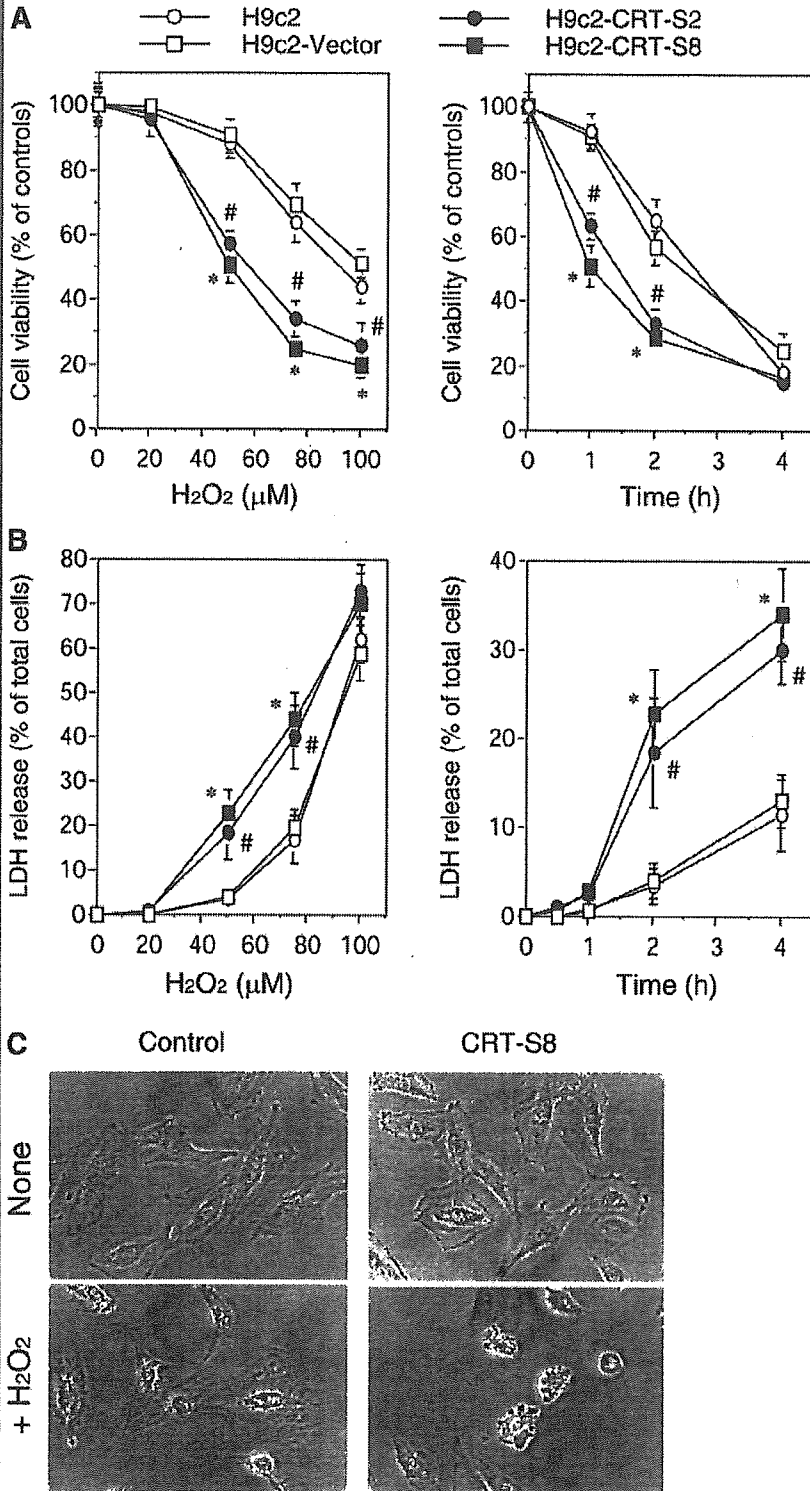 A
H9c2
H9c2-CRT-S2
H9c2-Vector
H9c2-CRT-S8
Cell viability (% of controls)
100
80
60
40
20
0
#
#
#
*
*
*
*
0 20 40 60 80 100
H2O2 (μM)
Cell viability (% of controls)
100
80
60
40
20
0
#
#
*
*
0 1 2 3 4
Time (h)
B
LDH release (% of total cells)
80
70
60
50
40
30
20
10
0
*
*
#
#
0 20 40 60 80 100
H2O2 (μM)
LDH release (% of total cells)
40
30
20
10
0
*
*
#
#
0 1 2 3 4
Time (h)
C
Control CRT-S8
None
+ H2O2